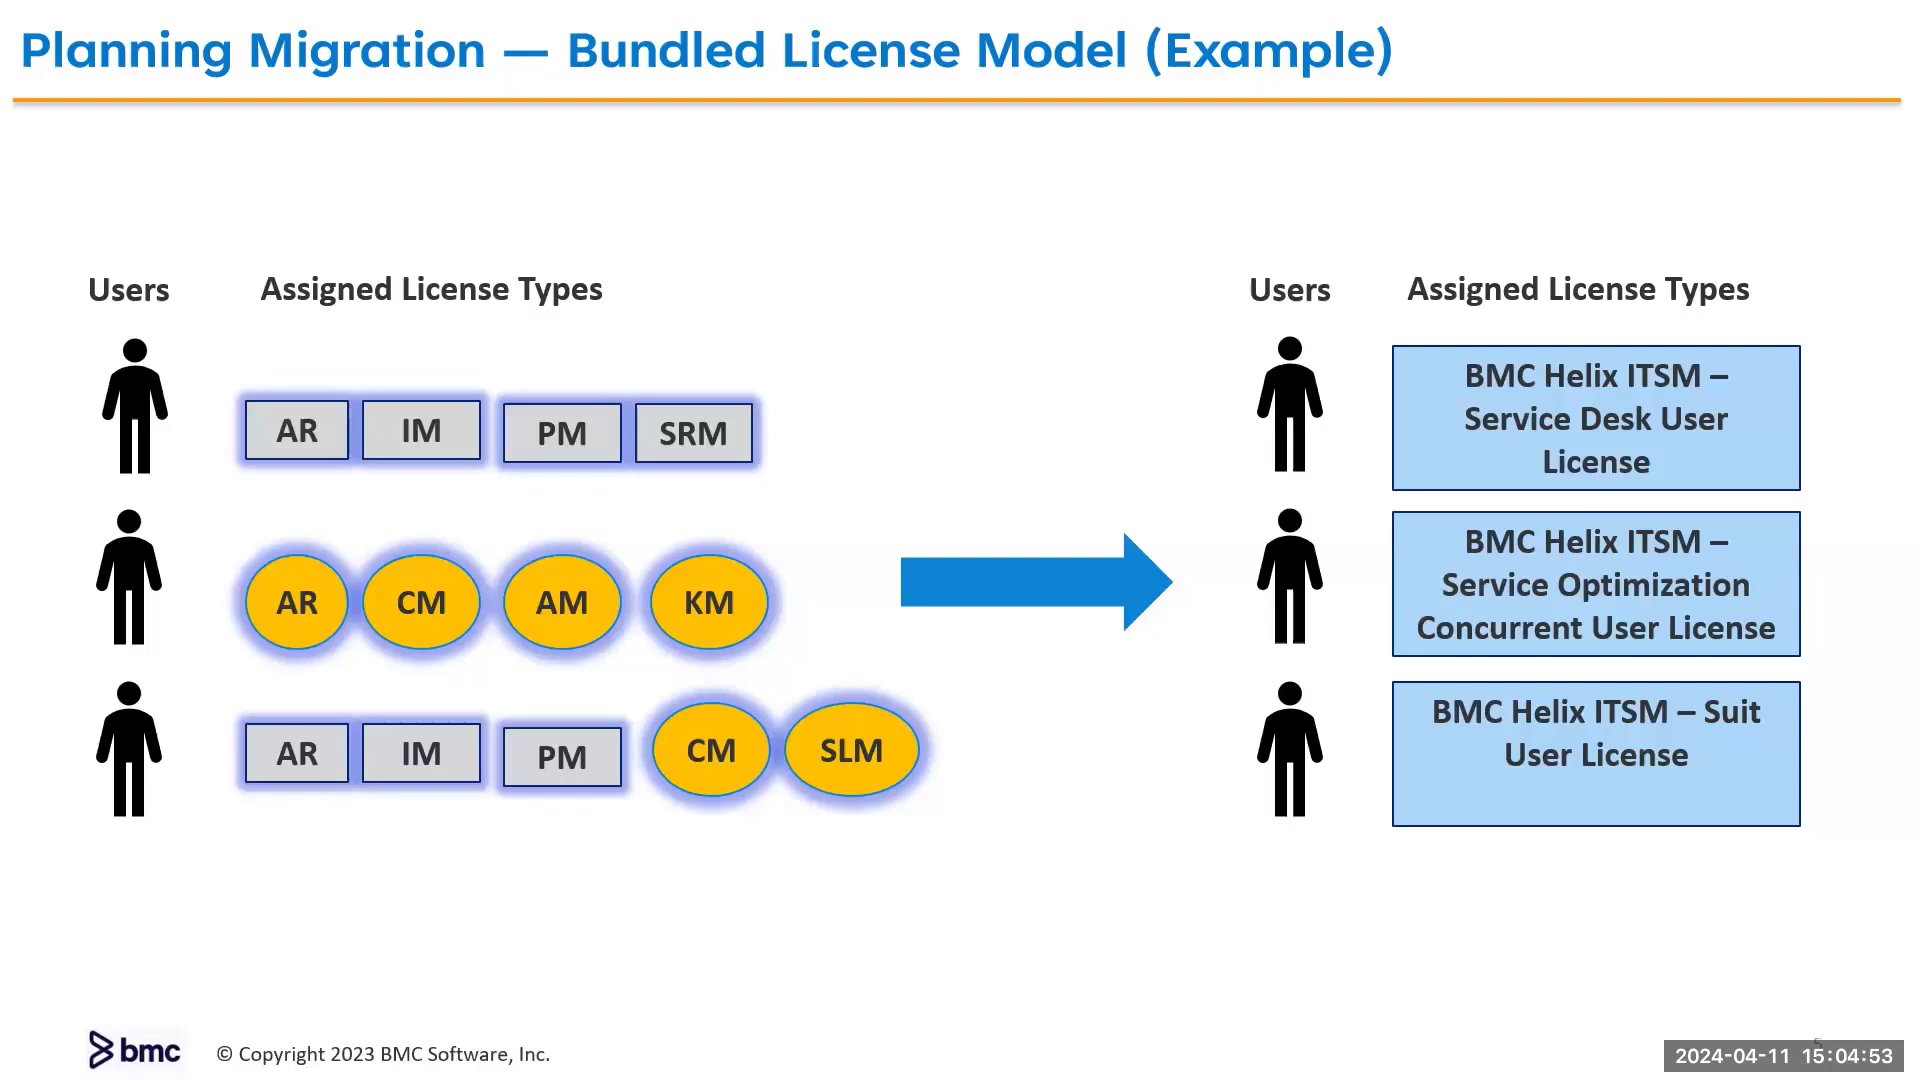 Planning Migration — Bundled License Model (Example)
Users
Assigned License Types
AR
IM
PM
SRM
AR
CM
AM
KM
AR
IM
PM
CM
SLM
Users
Assigned License Types
BMC Helix ITSM –
Service Desk User
License
BMC Helix ITSM –
Service Optimization
Concurrent User License
BMC Helix ITSM – Suit
User License
bmc
© Copyright 2023 BMC Software, Inc.
2024-04-11 15:04:53